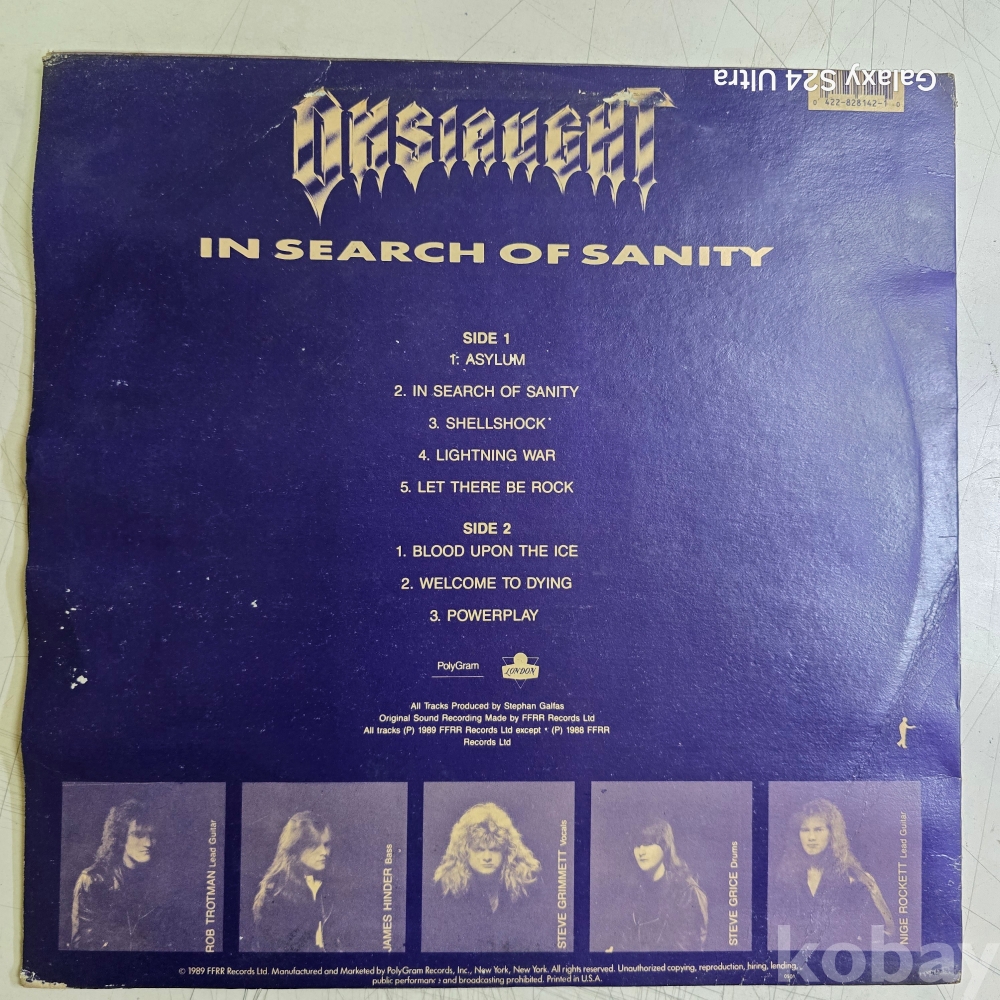 Galaxy S24 Ultra
0 422-828142-1 0
ONSLAUGHT
IN SEARCH OF SANITY
SIDE 1
1. ASYLUM
2. IN SEARCH OF SANITY
3. SHELLSHOCK*
4. LIGHTNING WAR
5. LET THERE BE ROCK
SIDE 2
1. BLOOD UPON THE ICE
2. WELCOME TO DYING
3. POWERPLAY
PolyGram
LONDON
All Tracks Produced by Stephan Galfas
Original Sound Recording Made by FFRR Records Ltd
All tracks (P) 1989 FFRR Records Ltd except * (P) 1988 FFRR
Records Ltd
ROB TROTMAN Lead Guitar
JAMES HINDER Bass
STEVE GRIMMETT Vocals
STEVE GRICE Drums
NIGE ROCKETT Lead Guitar
© 1989 FFRR Records Ltd. Manufactured and Marketed by PolyGram Records, Inc., New York, New York. All rights reserved. Unauthorized copying, reproduction, hiring, lending,
public performance and broadcasting prohibited. Printed in U.S.A.
kobay